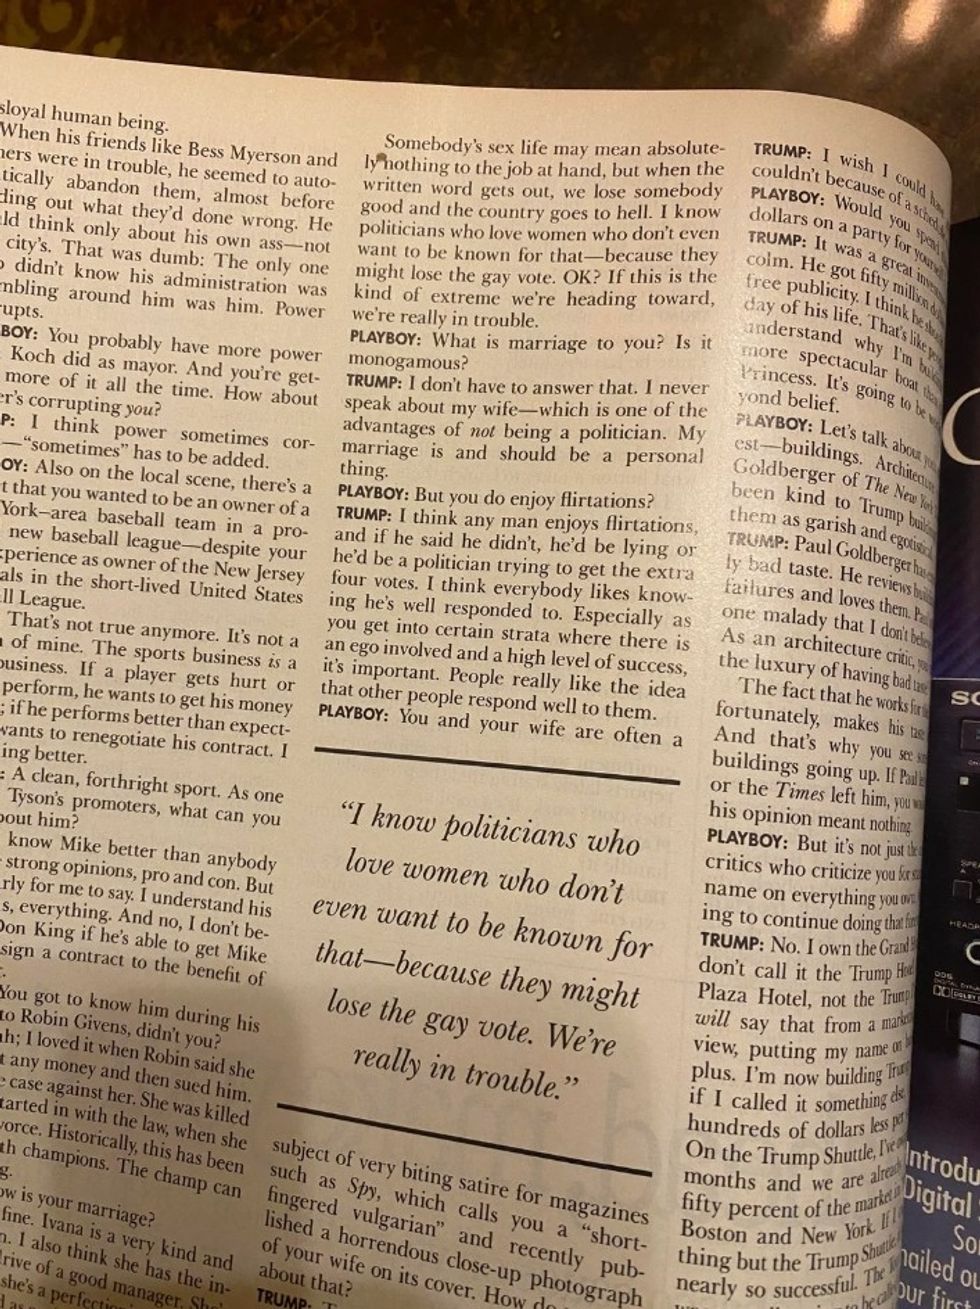 sloyal human being.
When his friends like Bess Myerson and
ners were in trouble, he seemed to auto-
tically abandon them, almost before
ding out what they'd done wrong. He
ld think only about his own ass—not
city's. That was dumb: The only one
o didn't know his administration was
mbling around him was him. Power
rupts.
BOY: You probably have more power
Koch did as mayor. And you're get-
more of it all the time. How about
er's corrupting you?
P: I think power sometimes cor-
—"sometimes" has to be added.
OY: Also on the local scene, there's a
t that you wanted to be an owner of a
York–area baseball team in a pro-
new baseball league—despite your
xperience as owner of the New Jersey
als in the short-lived United States
ll League.
That's not true anymore. It's not a
n of mine. The sports business is a
business. If a player gets hurt or
perform, he wants to get his money
; if he performs better than expect-
wants to renegotiate his contract. I
ing better.
: A clean, forthright sport. As one
Tyson's promoters, what can you
bout him?
know Mike better than anybody
strong opinions, pro and con. But
rly for me to say. I understand his
s, everything. And no, I don't be-
Don King if he's able to get Mike
sign a contract to the benefit of
You got to know him during his
to Robin Givens, didn't you?
ah; I loved it when Robin said she
t any money and then sued him.
e case against her. She was killed
tarted in with the law, when she
vorce. Historically, this has been
th champions. The champ can
g.
ow is your marriage?
fine. Ivana is a very kind and
n. I also think she has the in-
drive of a good manager. She's
she's a perfection
Somebody's sex life may mean absolute-
ly nothing to the job at hand, but when the
written word gets out, we lose somebody
good and the country goes to hell. I know
politicians who love women who don't even
want to be known for that—because they
might lose the gay vote. OK? If this is the
kind of extreme we're heading toward,
we're really in trouble.
PLAYBOY: What is marriage to you? Is it
monogamous?
TRUMP: I don't have to answer that. I never
speak about my wife—which is one of the
advantages of not being a politician. My
marriage is and should be a personal
thing.
PLAYBOY: But you do enjoy flirtations?
TRUMP: I think any man enjoys flirtations,
and if he said he didn't, he'd be lying or
he'd be a politician trying to get the extra
four votes. I think everybody likes know-
ing he's well responded to. Especially as
you get into certain strata where there is
an ego involved and a high level of success,
it's important. People really like the idea
that other people respond well to them.
PLAYBOY: You and your wife are often a
"I know politicians who
love women who don't
even want to be known for
that—because they might
lose the gay vote. We're
really in trouble."
subject of very biting satire for magazines
such as Spy, which calls you a "short-
fingered vulgarian" and recently pub-
lished a horrendous close-up photograph
of your wife on its cover. How do
about that?
TRUMP:
TRUMP: I wish I could have
couldn't because of a
PLAYBOY: Would you spend
dollars on a party for
TRUMP: It was a great
colm. He got fifty million
free publicity. I think he
day of his life. That's like
understand why I'm
more spectacular boat
Princess. It's going to be
yond belief.
PLAYBOY: Let's talk about
est—buildings. Architecture
Goldberger of The New York
been kind to Trump
them as garish and
TRUMP: Paul Goldberger has
ly bad taste. He reviews
failures and loves them.
one malady that I don't
As an architecture critic,
the luxury of having bad
The fact that he works for
fortunately, makes his
And that's why you see
buildings going up. If Paul
or the Times left him, you
his opinion meant nothing.
PLAYBOY: But it's not just the
critics who criticize you for
name on everything you own.
ing to continue doing that
TRUMP: No. I own the Grand
don't call it the Trump
Plaza Hotel, not the Trump
will say that from a
view, putting my name on
plus. I'm now building
if I called it something else,
hundreds of dollars less per
On the Trump Shuttle, I've
months and we are already
fifty percent of the market
Boston and New York. If I
thing but the Trump Shuttle
nearly so successful. The
SO
Introdu
Digital
So
nailed ou
our firs